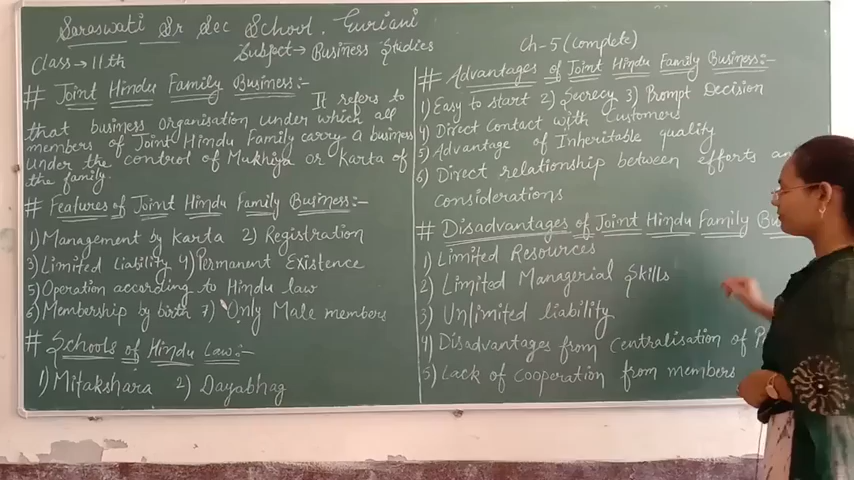 Saraswati Sr Sec School, Guriani
Class → 11th
Subject → Business Studies
# Joint Hindu Family Business:-
It refers to
that business organisation under which all
members of Joint Hindu Family carry a business
under the control of Mukhiya or Karta of
the family.
# Features of Joint Hindu Family Business:-
1) Management by Karta 2) Registration
3) Limited Liability 4) Permanent Existence
5) Operation according to Hindu law
6) Membership by birth 7) Only Male members
# Schools of Hindu Law:-
1) Mitakshara 2) Dayabhag
Ch-5 (complete)
# Advantages of Joint Hindu Family Business:-
1) Easy to start 2) Secrecy 3) Prompt Decision
4) Direct Contact with Customers
5) Advantage of Inheritable quality
6) Direct relationship between efforts
considerations
# Disadvantages of Joint Hindu Family
1) Limited Resources
2) Limited Managerial Skills
3) Unlimited liability
4) Disadvantages from Centralisation of
5) Lack of Cooperation from members